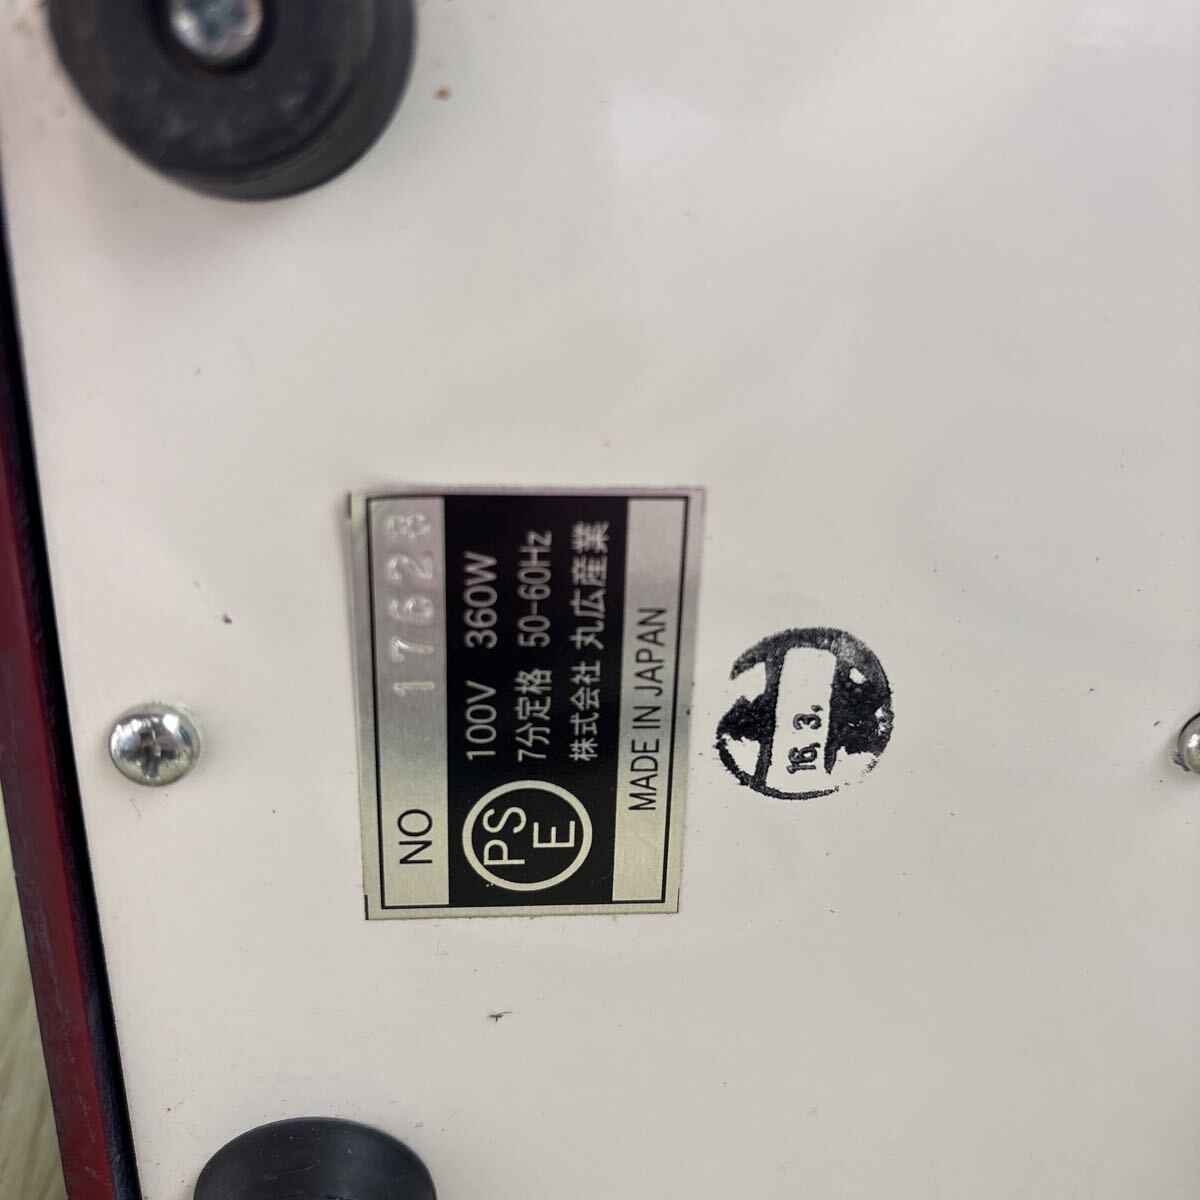 NO 17628
100V 360W
7分定格 50-60Hz
PS
E
株式会社 丸広産業
MADE IN JAPAN
16.3.